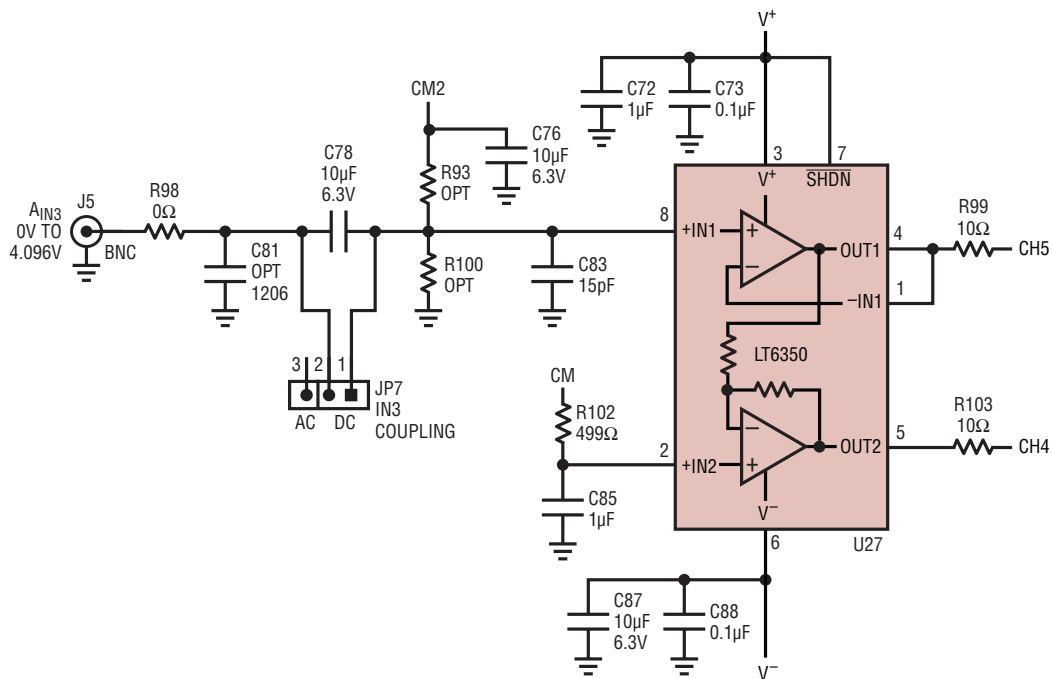 V+
CM2
C72
1µF
C73
0.1µF
C76
10µF
6.3V
3
7
V+
SHDN
C78
10µF
6.3V
R93
OPT
AIN3
0V TO
4.096V
J5
BNC
R98
0Ω
C81
OPT
1206
R100
OPT
C83
15pF
8
+IN1
+
−
OUT1
4
−IN1
1
R99
10Ω
CH5
3
2
1
AC
DC
JP7
IN3
COUPLING
LT6350
CM
R102
499Ω
2
+IN2
−
+
OUT2
5
R103
10Ω
CH4
C85
1µF
V−
6
U27
C87
10µF
6.3V
C88
0.1µF
V−